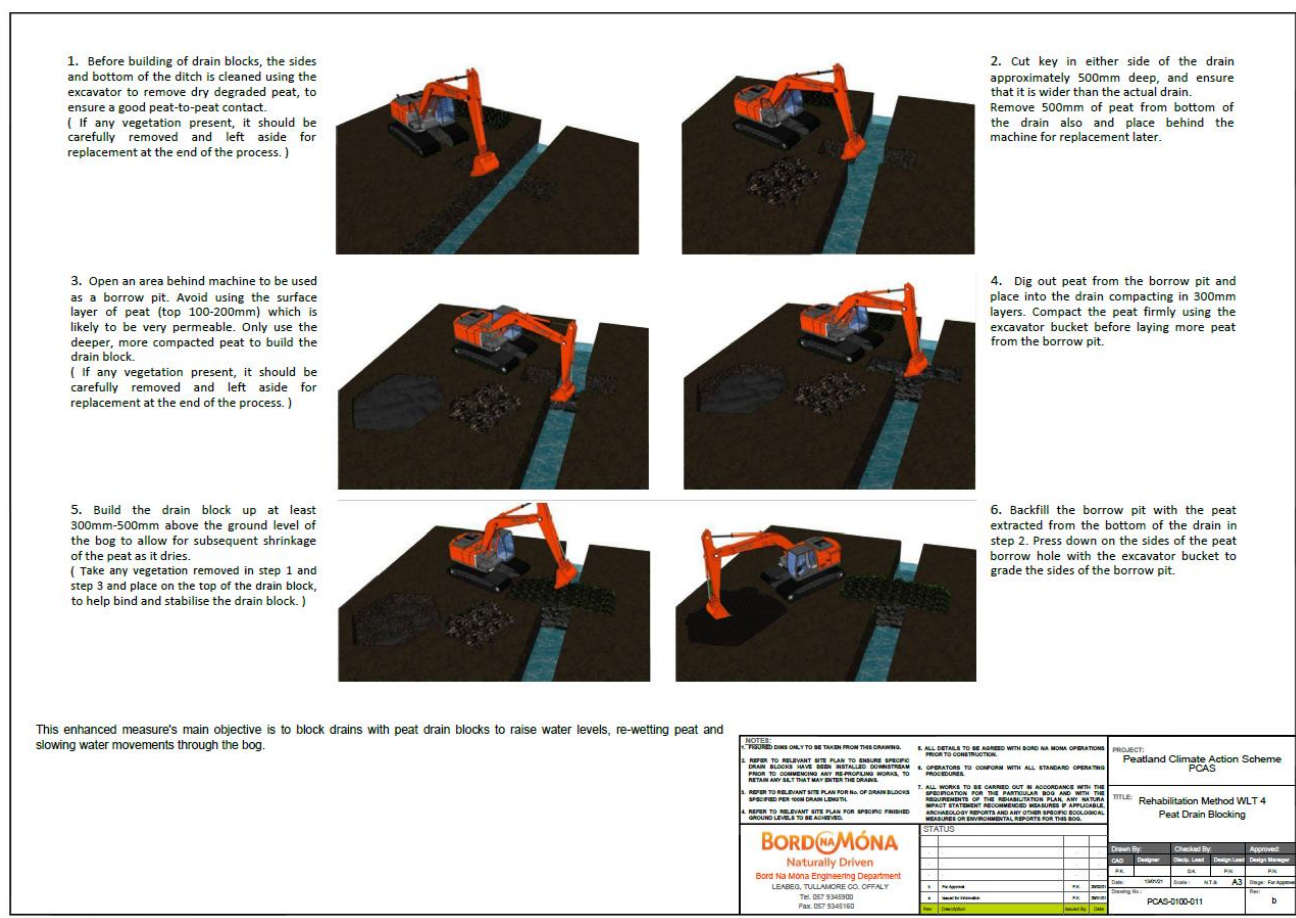 1. Before building of drain blocks, the sides
and bottom of the ditch is cleaned using the
excavator to remove dry degraded peat, to
ensure a good peat-to-peat contact.
( If any vegetation present, it should be
carefully removed and left aside for
replacement at the end of the process. )
2. Cut key in either side of the drain
approximately 500mm deep, and ensure
that it is wider than the actual drain.
Remove 500mm of peat from bottom of
the drain also and place behind the
machine for replacement later.
3. Open an area behind machine to be used
as a borrow pit. Avoid using the surface
layer of peat (top 100-200mm) which is
likely to be very permeable. Only use the
deeper, more compacted peat to build the
drain block.
( If any vegetation present, it should be
carefully removed and left aside for
replacement at the end of the process. )
4. Dig out peat from the borrow pit and
place into the drain compacting in 300mm
layers. Compact the peat firmly using the
excavator bucket before laying more peat
from the borrow pit.
5. Build the drain block up at least
300mm-500mm above the ground level of
the bog to allow for subsequent shrinkage
of the peat as it dries.
( Take any vegetation removed in step 1 and
step 3 and place on the top of the drain block,
to help bind and stabilise the drain block. )
6. Backfill the borrow pit with the peat
extracted from the bottom of the drain in
step 2. Press down on the sides of the peat
borrow hole with the excavator bucket to
grade the sides of the borrow pit.
This enhanced measure's main objective is to block drains with peat drain blocks to raise water levels, re-wetting peat and
slowing water movements through the bog.
NOTES:
1. FIGURED DIMS ONLY TO BE TAKEN FROM THIS DRAWING.
2. REFER TO RELEVANT SITE PLAN TO ENSURE SPECIFIC
DRAIN BLOCKS HAVE BEEN INSTALLED DOWNSTREAM
PRIOR TO COMMENCING ANY RE-PROFILING WORKS, TO
RETAIN ANY SILT THAT MAY ENTER THE DRAINS.
3. REFER TO RELEVANT SITE PLAN FOR No. OF DRAIN BLOCKS
SPECIFIED PER 100M DRAIN LENGTH.
4. REFER TO RELEVANT SITE PLAN FOR SPECIFIC FINISHED
GROUND LEVELS TO BE ACHIEVED.
5. ALL DETAILS TO BE AGREED WITH BORD NA MONA OPERATIONS
PRIOR TO CONSTRUCTION.
6. OPERATORS TO CONFORM WITH ALL STANDARD OPERATING
PROCEDURES.
7. ALL WORKS TO BE CARRIED OUT IN ACCORDANCE WITH THE
SPECIFICATION FOR THE PARTICULAR BOG AND WITH THE
REQUIREMENTS OF THE REHABILITATION PLAN, ANY NATURA
IMPACT STATEMENT RECOMMENDED MEASURES IF APPLICABLE,
ARCHAEOLOGY REPORTS AND ANY OTHER SPECIFIC ECOLOGICAL
MEASURES OR ENVIRONMENTAL REPORTS FOR THIS BOG.
PROJECT:
Peatland Climate Action Scheme
PCAS
TITLE: Rehabilitation Method WLT 4
Peat Drain Blocking
BORD NA MÓNA
Naturally Driven
Bord Na Móna Engineering Department
LEABEG, TULLAMORE CO. OFFALY
Tel. 057 9345900
Fax. 057 9345160
STATUS
b For Approval P.K.
a Issued for Information P.K.
Rev Description Issued By Date
Drawn By: Checked By: Approved:
CAD Designer Discip. Lead Design Lead Design Manager
P.K. D.K. P.N. P.N.
Date: 13/01/21 Scale: N.T.S. A3 Stage: For Approval
Drawing No.: Rev:
PCAS-0100-011 b